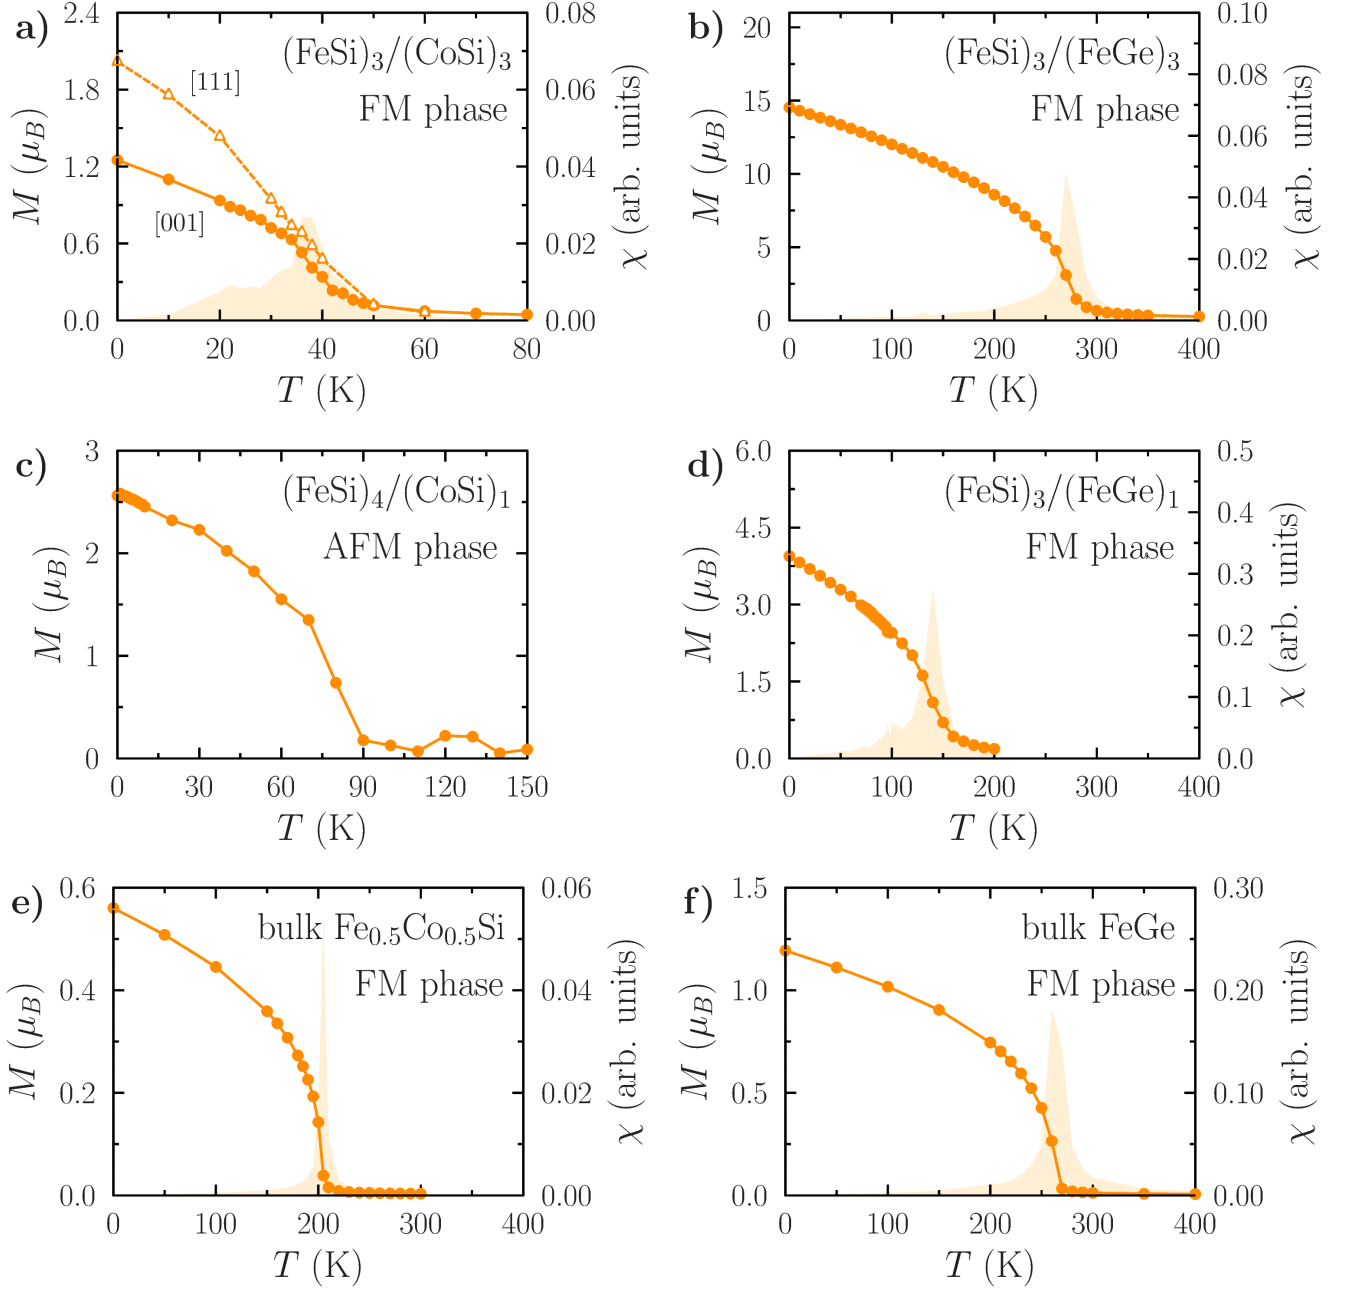 a)
2.4
1.8
1.2
0.6
0.0
M (μB)
(FeSi)3/(CoSi)3
FM phase
[111]
[001]
0.08
0.06
0.04
0.02
0.00
χ (arb. units)
0 20 40 60 80
T (K)
b)
20
15
10
5
0
M (μB)
(FeSi)3/(FeGe)3
FM phase
0.10
0.08
0.06
0.04
0.02
0.00
χ (arb. units)
0 100 200 300 400
T (K)
c)
3
2
1
0
M (μB)
(FeSi)4/(CoSi)1
AFM phase
0 30 60 90 120 150
T (K)
d)
6.0
4.5
3.0
1.5
0.0
M (μB)
(FeSi)3/(FeGe)1
FM phase
0.5
0.4
0.3
0.2
0.1
0.0
χ (arb. units)
0 100 200 300 400
T (K)
e)
0.6
0.4
0.2
0.0
M (μB)
bulk Fe0.5Co0.5Si
FM phase
0.06
0.04
0.02
0.00
χ (arb. units)
0 100 200 300 400
T (K)
f)
1.5
1.0
0.5
0.0
M (μB)
bulk FeGe
FM phase
0.30
0.20
0.10
0.00
χ (arb. units)
0 100 200 300 400
T (K)